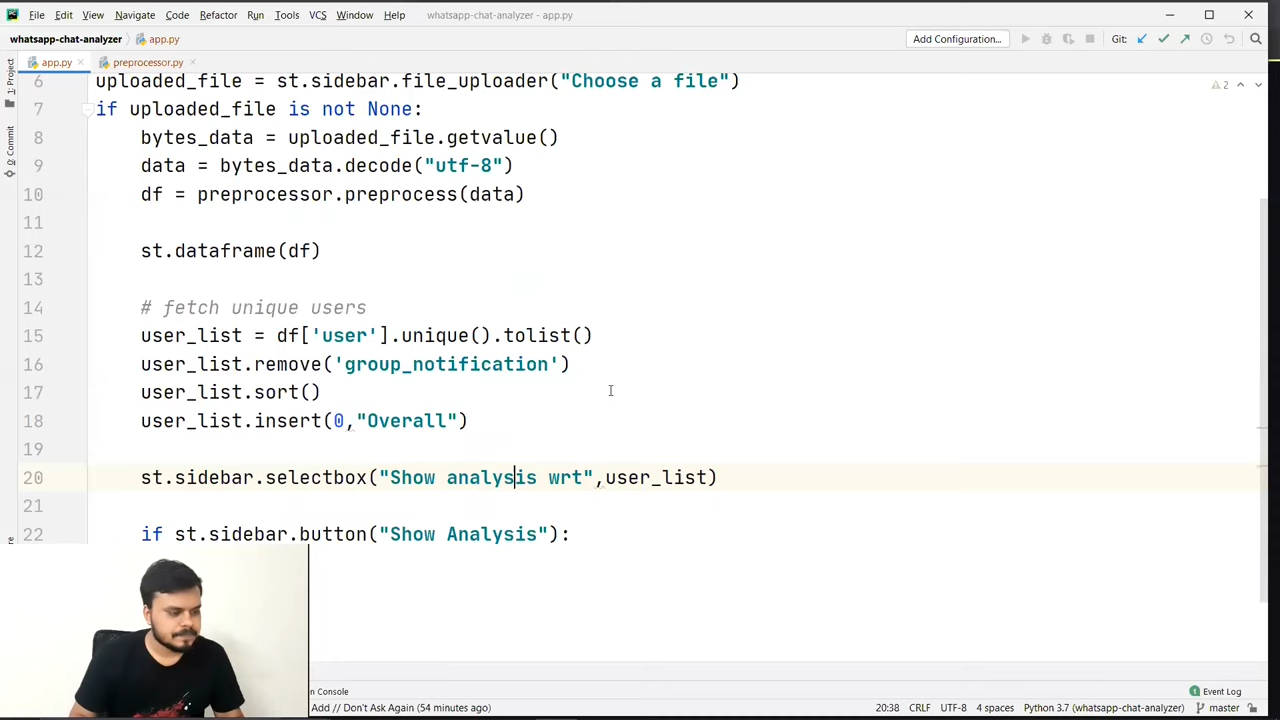 File Edit View Navigate Code Refactor Run Tools VCS Window Help whatsapp-chat-analyzer - app.py
whatsapp-chat-analyzer app.py Add Configuration... Git:
app.py preprocessor.py
1: Project
0: Commit
2
6 uploaded_file = st.sidebar.file_uploader("Choose a file")
7 if uploaded_file is not None:
8 bytes_data = uploaded_file.getvalue()
9 data = bytes_data.decode("utf-8")
10 df = preprocessor.preprocess(data)
11
12 st.dataframe(df)
13
14 # fetch unique users
15 user_list = df['user'].unique().tolist()
16 user_list.remove('group_notification')
17 user_list.sort()
18 user_list.insert(0,"Overall")
19
20 st.sidebar.selectbox("Show analysis wrt",user_list)
21
22 if st.sidebar.button("Show Analysis"):
Console
1 Event Log
Add // Don't Ask Again (54 minutes ago) 20:38 CRLF UTF-8 4 spaces Python 3.7 (whatsapp-chat-analyzer) master